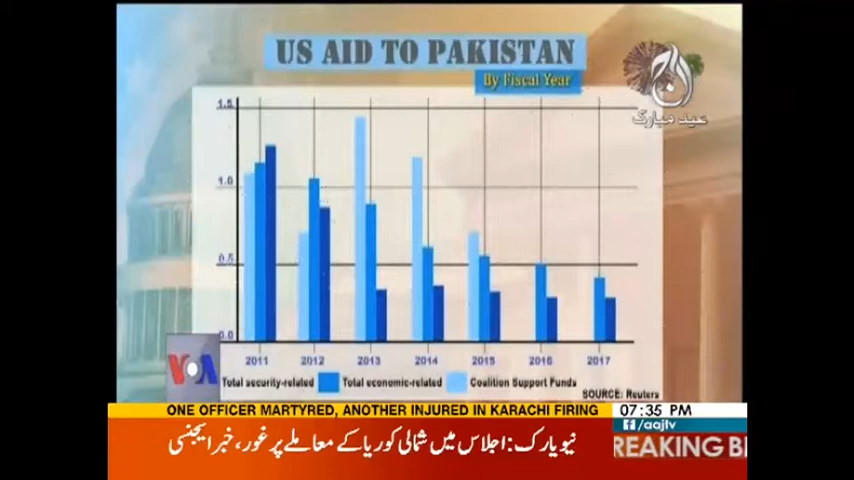 US AID TO PAKISTAN
By Fiscal Year
عید مبارک
1.5
1.0
0.5
0.0
2011 2012 2013 2014 2015 2016 2017
VOA
Total security-related Total economic-related Coalition Support Funds
SOURCE: Reuters
ONE OFFICER MARTYRED, ANOTHER INJURED IN KARACHI FIRING
07:35 PM
f/aajtv
نیویارک: اجلاس میں شمالی کوریا کے معاملے پر غور، خبر ایجنسی
REAKING B